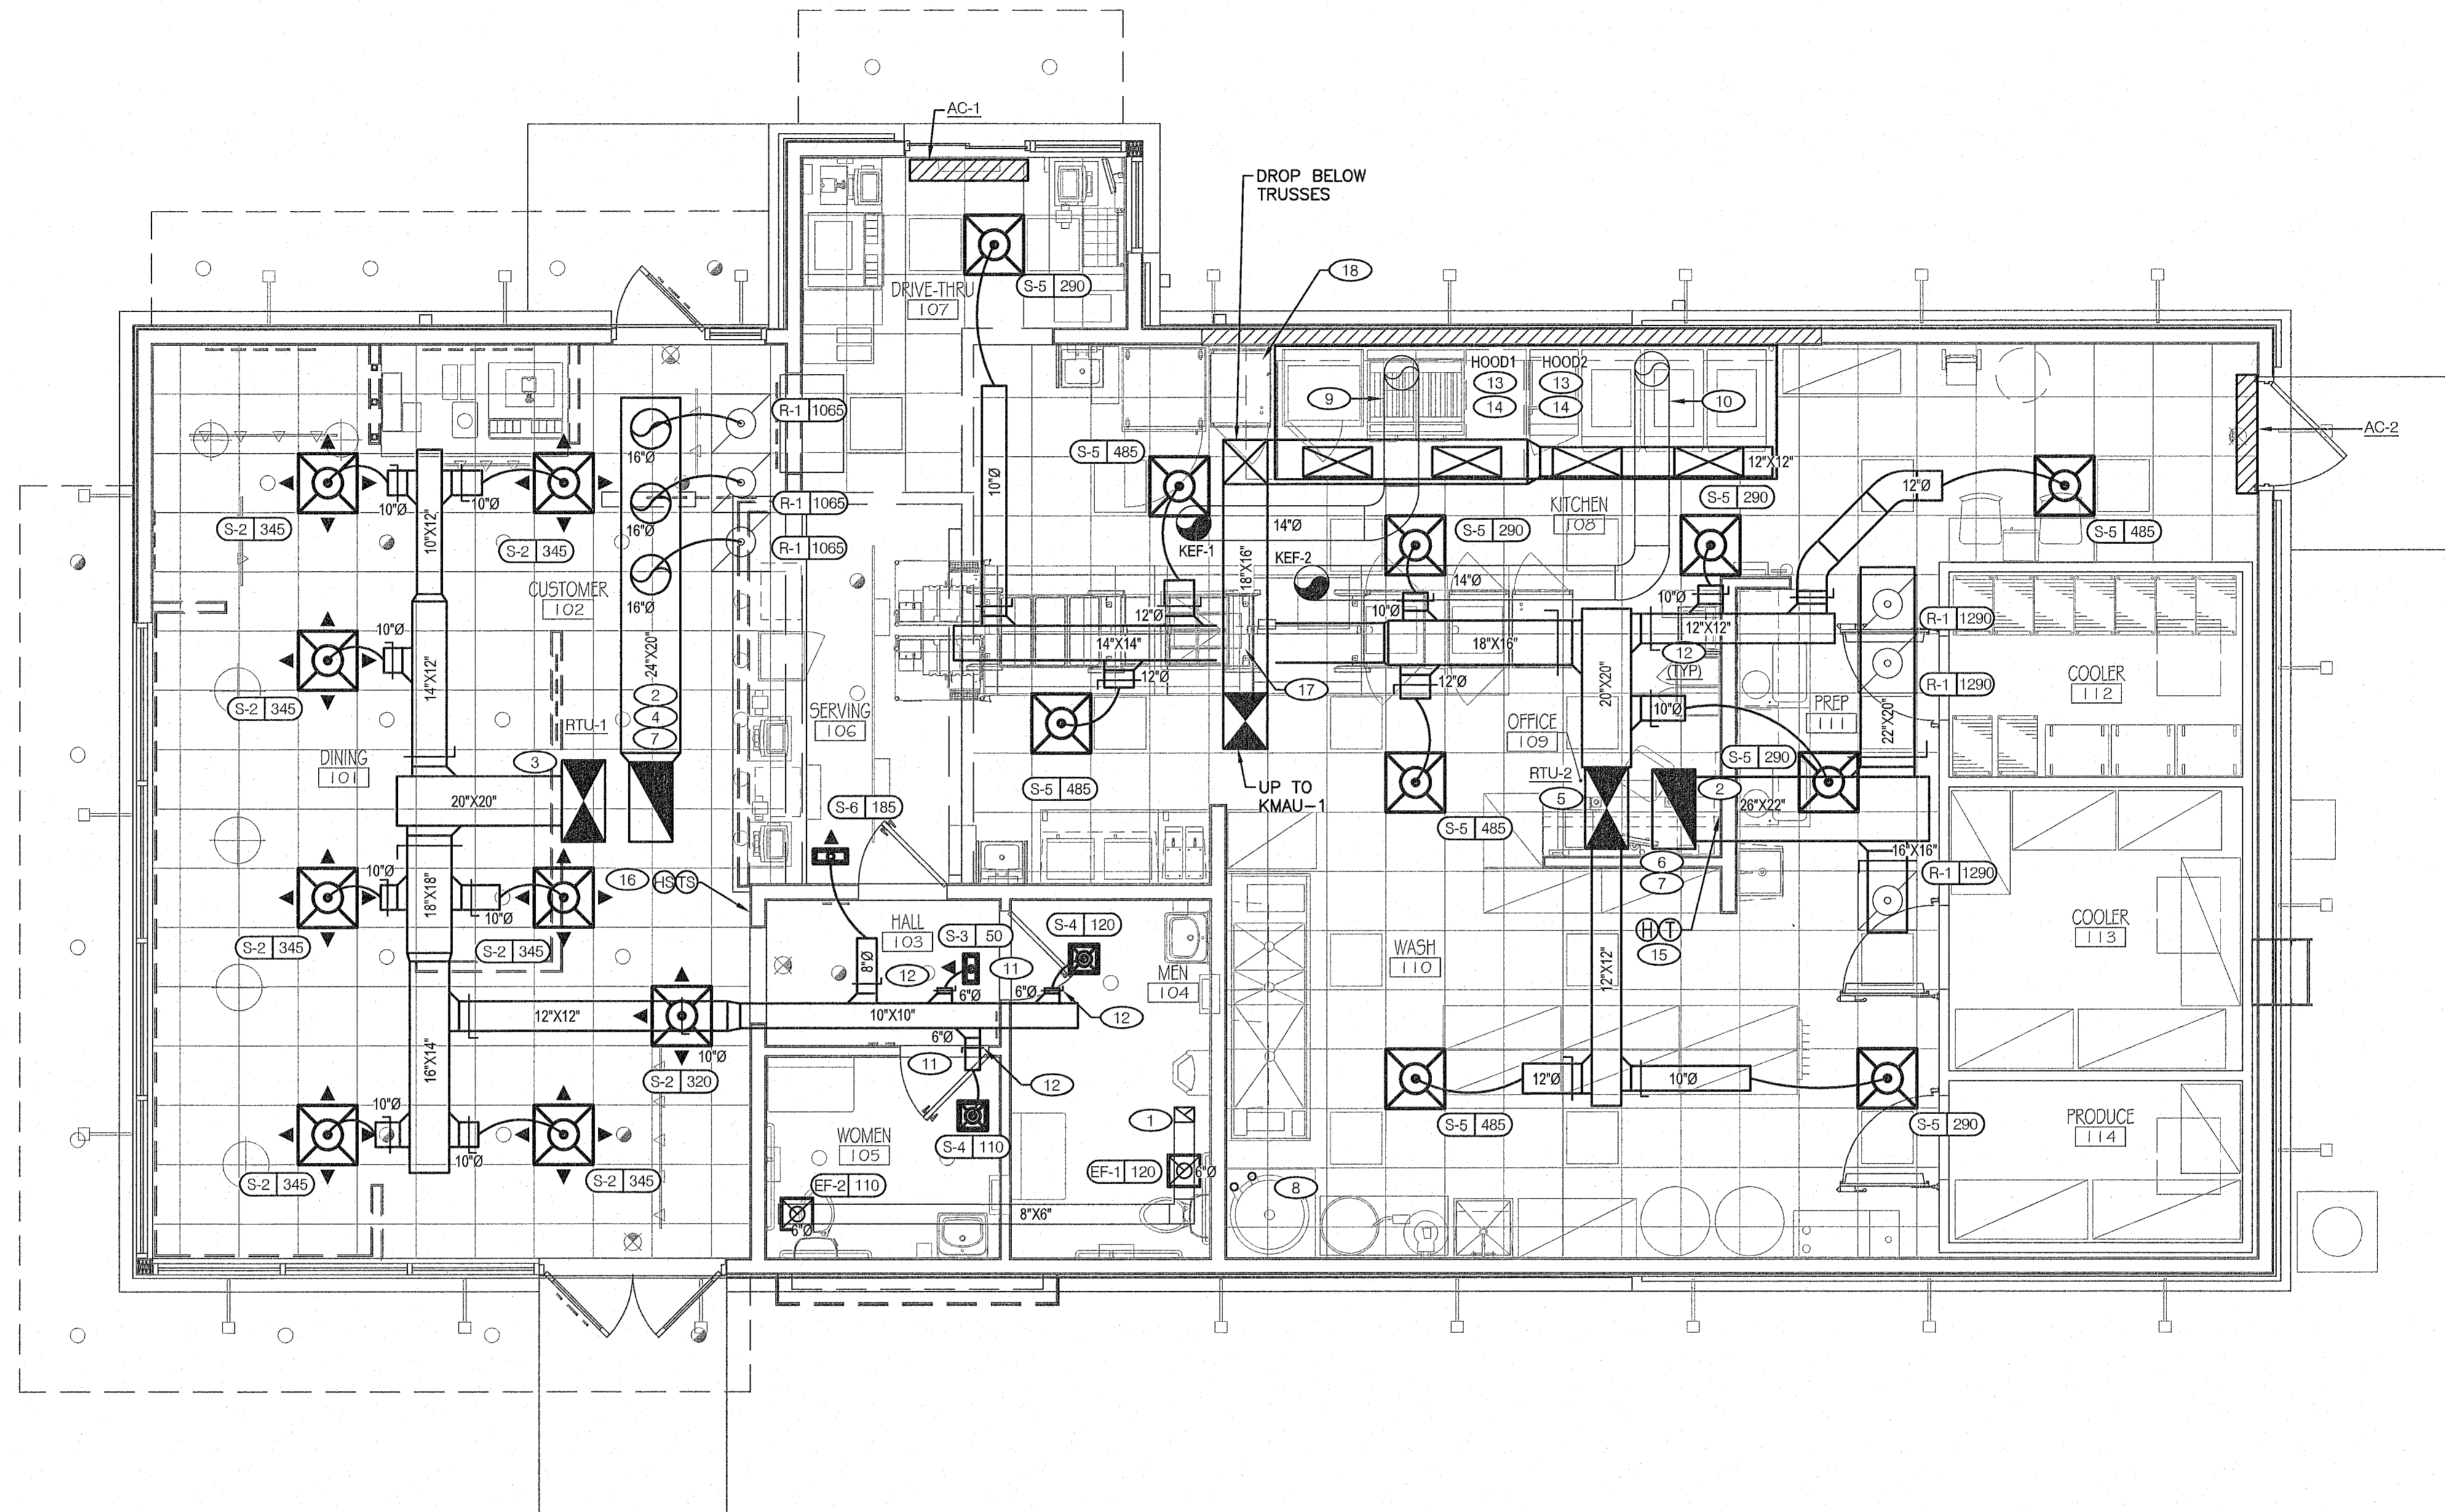 AC-1
DROP BELOW
TRUSSES
18
DRIVE-THRU
107
S-5 290
HOOD1
13
14
HOOD2
13
14
9
10
AC-2
R-1 1065
R-1 1065
R-1 1065
16"Ø
16"Ø
16"Ø
S-2 345
10"Ø
10"Ø
S-2 345
10"X12"
CUSTOMER
102
24"X20"
2
4
7
10"Ø
S-2 345
14"X12"
DINING
101
RTU-1
3
20"X20"
10"Ø
S-5 485
12"X12"
14"Ø
KEF-1
KEF-2
18"X16"
S-5 290
KITCHEN
108
S-5 290
12"Ø
S-5 485
14"Ø
12"Ø
10"Ø
10"Ø
14"X14"
12"Ø
18"X16"
12"Ø
12"X12"
12
(TYP)
R-1 1290
R-1 1290
COOLER
112
SERVING
106
17
20"X20"
10"Ø
PREP
111
22"X20"
OFFICE
109
RTU-2
5
S-5 290
2
26"X22"
S-5 485
UP TO
KMAU-1
S-6 185
S-5 485
16"X16"
R-1 1290
6
7
16
HS TS
10"Ø
10"Ø
18"X18"
S-2 345
S-2 345
HALL
103
S-3 50
S-4 120
8"Ø
12
6"Ø
11
6"Ø
MEN
104
WASH
110
H T
15
COOLER
113
12"X12"
10"X10"
12
12"X12"
16"X14"
10"Ø
S-2 320
6"Ø
11
12
12"Ø
10"Ø
10"Ø
10"Ø
S-2 345
S-2 345
WOMEN
105
S-4 110
1
EF-1 120
6"Ø
EF-2 110
6"Ø
8"X6"
8
S-5 485
S-5 290
PRODUCE
114